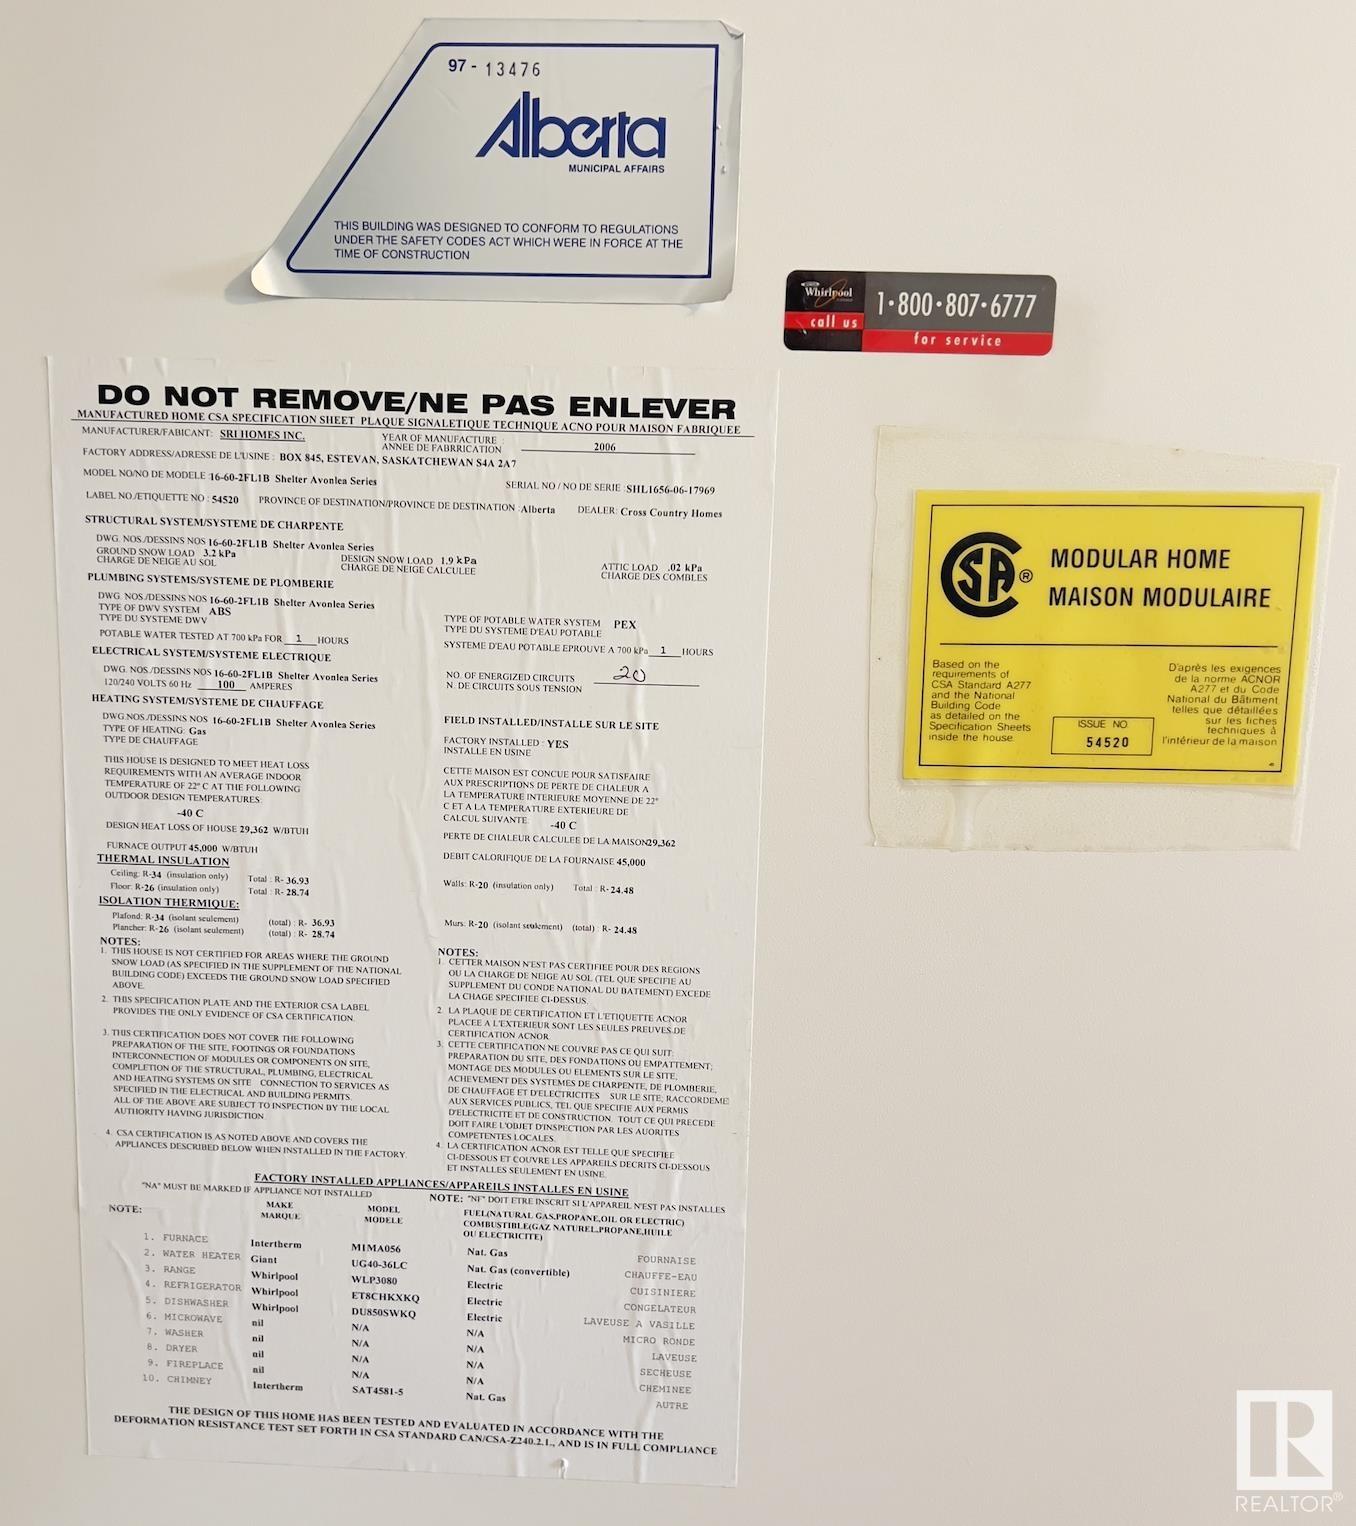 97 - 13476
Alberta
MUNICIPAL AFFAIRS
THIS BUILDING WAS DESIGNED TO CONFORM TO REGULATIONS
UNDER THE SAFETY CODES ACT WHICH WERE IN FORCE AT THE
TIME OF CONSTRUCTION
Whirlpool
call us
1·800·807·6777
for service
DO NOT REMOVE/NE PAS ENLEVER
MANUFACTURED HOME CSA SPECIFICATION SHEET PLAQUE SIGNALETIQUE TECHNIQUE ACNO POUR MAISON FABRIQUEE
MANUFACTURER/FABICANT: SRI HOMES INC.
YEAR OF MANUFACTURE :
ANNEE DE FABRRICATION 2006
FACTORY ADDRESS/ADRESSE DE L'USINE : BOX 845, ESTEVAN, SASKATCHEWAN S4A 2A7
MODEL NO/NO DE MODELE :16-60-2FL1B Shelter Avonlea Series
SERIAL NO / NO DE SERIE :SHL1656-06-17969
LABEL NO./ETIQUETTE NO : 54520 PROVINCE OF DESTINATION/PROVINCE DE DESTINATION :Alberta DEALER: Cross Country Homes
STRUCTURAL SYSTEM/SYSTEME DE CHARPENTE
DWG. NOS./DESSINS NOS 16-60-2FL1B Shelter Avonlea Series
GROUND SNOW LOAD 3.2 kPa DESIGN SNOW LOAD 1.9 kPa ATTIC LOAD .02 kPa
CHARGE DE NEIGE AU SOL CHARGE DE NEIGE CALCULEE CHARGE DES COMBLES
PLUMBING SYSTEMS/SYSTEME DE PLOMBERIE
DWG. NOS./DESSINS NOS 16-60-2FL1B Shelter Avonlea Series
TYPE OF DWV SYSTEM ABS TYPE OF POTABLE WATER SYSTEM PEX
TYPE DU SYSTEME DWV TYPE DU SYSTEME D'EAU POTABLE
POTABLE WATER TESTED AT 700 kPa FOR 1 HOURS SYSTEME D'EAU POTABLE EPROUVE A 700 kPa 1 HOURS
ELECTRICAL SYSTEM/SYSTEME ELECTRIQUE
DWG. NOS./DESSINS NOS 16-60-2FL1B Shelter Avonlea Series NO. OF ENERGIZED CIRCUITS 20
120/240 VOLTS 60 Hz 100 AMPERES N. DE CIRCUITS SOUS TENSION
HEATING SYSTEM/SYSTEME DE CHAUFFAGE
DWG.NOS./DESSINS NOS 16-60-2FL1B Shelter Avonlea Series FIELD INSTALLED/INSTALLE SUR LE SITE
TYPE OF HEATING: Gas FACTORY INSTALLED : YES
TYPE DE CHAUFFAGE INSTALLE EN USINE
THIS HOUSE IS DESIGNED TO MEET HEAT LOSS
REQUIREMENTS WITH AN AVERAGE INDOOR
TEMPERATURE OF 22° C AT THE FOLLOWING
OUTDOOR DESIGN TEMPERATURES:
-40 C
DESIGN HEAT LOSS OF HOUSE 29,362 W/BTUH
FURNACE OUTPUT 45,000 W/BTUH
CETTE MAISON EST CONCUE POUR SATISFAIRE
AUX PRESCRIPTIONS DE PERTE DE CHALEUR A
LA TEMPERATURE INTERIEURE MOYENNE DE 22°
C ET A LA TEMPERATURE EXTERIEURE DE
CALCUL SUIVANTE: -40 C
PERTE DE CHALEUR CALCULEE DE LA MAISON29,362
DEBIT CALORIFIQUE DE LA FOURNAISE 45,000
THERMAL INSULATION
Ceiling: R-34 (insulation only) Total : R- 36.93 Walls: R-20 (insulation only) Total : R- 24.48
Floor: R-26 (insulation only) Total : R- 28.74
ISOLATION THERMIQUE:
Plafond: R-34 (isolant seulement) (total) : R- 36.93 Murs: R-20 (isolant seulement) (total) : R- 24.48
Plancher: R-26 (isolant seulement) (total) : R- 28.74
NOTES:
1. THIS HOUSE IS NOT CERTIFIED FOR AREAS WHERE THE GROUND
SNOW LOAD (AS SPECIFIED IN THE SUPPLEMENT OF THE NATIONAL
BUILDING CODE) EXCEEDS THE GROUND SNOW LOAD SPECIFIED
ABOVE.
2. THIS SPECIFICATION PLATE AND THE EXTERIOR CSA LABEL
PROVIDES THE ONLY EVIDENCE OF CSA CERTIFICATION.
3. THIS CERTIFICATION DOES NOT COVER THE FOLLOWING
PREPARATION OF THE SITE, FOOTINGS OR FOUNDATIONS
INTERCONNECTION OF MODULES OR COMPONENTS ON SITE,
COMPLETION OF THE STRUCTURAL, PLUMBING, ELECTRICAL
AND HEATING SYSTEMS ON SITE CONNECTION TO SERVICES AS
SPECIFIED IN THE ELECTRICAL AND BUILDING PERMITS.
ALL OF THE ABOVE ARE SUBJECT TO INSPECTION BY THE LOCAL
AUTHORITY HAVING JURISDICTION
4. CSA CERTIFICATION IS AS NOTED ABOVE AND COVERS THE
APPLIANCES DESCRIBED BELOW WHEN INSTALLED IN THE FACTORY.
NOTES:
1. CETTER MAISON N'EST PAS CERTIFIEE POUR DES REGIONS
OU LA CHARGE DE NEIGE AU SOL (TEL QUE SPECIFIE AU
SUPPLEMENT DU CONDE NATIONAL DU BATEMENT) EXCEDE
LA CHAGE SPECIFIEE CI-DESSUS.
2. LA PLAQUE DE CERTIFICATION ET L'ETIQUETTE ACNOR
PLACEE A L'EXTERIEUR SONT LES SEULES PREUVES DE
CERTIFICATION ACNOR
3. CETTE CERTIFICATION NE COUVRE PAS CE QUI SUIT:
PREPARATION DU SITE, DES FONDATIONS OU EMPATTEMENT;
MONTAGE DES MODULES OU ELEMENTS SUR LE SITE,
ACHEVEMENT DES SYSTEMES DE CHARPENTE, DE PLOMBERIE,
DE CHAUFFAGE ET D'ELECTRICITES SUR LE SITE; RACCORDEME
AUX SERVICES PUBLICS, TEL QUE SPECIFIE AUX PERMIS
D'ELECTRICITE ET DE CONSTRUCTION. TOUT CE QUI PRECEDE
DOIT FAIRE L'OBJET D'INSPECTION PAR LES AUORITES
COMPETENTES LOCALES.
4. LA CERTIFICATION ACNOR EST TELLE QUE SPECIFIEE
CI-DESSOUS ET COUVRE LES APPAREILS DECRITS CI-DESSOUS
ET INSTALLES SEULEMENT EN USINE.
FACTORY INSTALLED APPLIANCES/APPAREILS INSTALLES EN USINE
"NA" MUST BE MARKED IF APPLIANCE NOT INSTALLED NOTE: "NF" DOIT ETRE INSCRIT SI L'APPAREIL N'EST PAS INSTALLES
NOTE: MAKE MODEL FUEL(NATURAL GAS,PROPANE,OIL OR ELECTRIC)
MARQUE MODELE COMBUSTIBLE(GAZ NATUREL,PROPANE,HUILE
OU ELECTRICITE)
1. FURNACE Intertherm M1MA056 Nat. Gas FOURNAISE
2. WATER HEATER Giant UG40-36LC Nat. Gas (convertible) CHAUFFE-EAU
3. RANGE Whirlpool WLP3080 Electric CUISINIERE
4. REFRIGERATOR Whirlpool ET8CHKXKQ Electric CONGELATEUR
5. DISHWASHER Whirlpool DU850SWKQ Electric LAVEUSE A VASILLE
6. MICROWAVE nil N/A N/A MICRO RONDE
7. WASHER nil N/A N/A LAVEUSE
8. DRYER nil N/A N/A SECHEUSE
9. FIREPLACE nil N/A N/A CHEMINEE
10. CHIMNEY Intertherm SAT4581-5 Nat. Gas AUTRE
THE DESIGN OF THIS HOME HAS BEEN TESTED AND EVALUATED IN ACCORDANCE WITH THE
DEFORMATION RESISTANCE TEST SET FORTH IN CSA STANDARD CAN/CSA-Z240.2.1., AND IS IN FULL COMPLIANCE
CSA ®
MODULAR HOME
MAISON MODULAIRE
Based on the
requirements of
CSA Standard A277
and the National
Building Code
as detailed on the
Specification Sheets
inside the house.
ISSUE NO.
54520
D'après les exigences
de la norme ACNOR
A277 et du Code
National du Bâtiment,
telles que détaillées
sur les fiches
techniques à
l'intérieur de la maison
REALTOR®